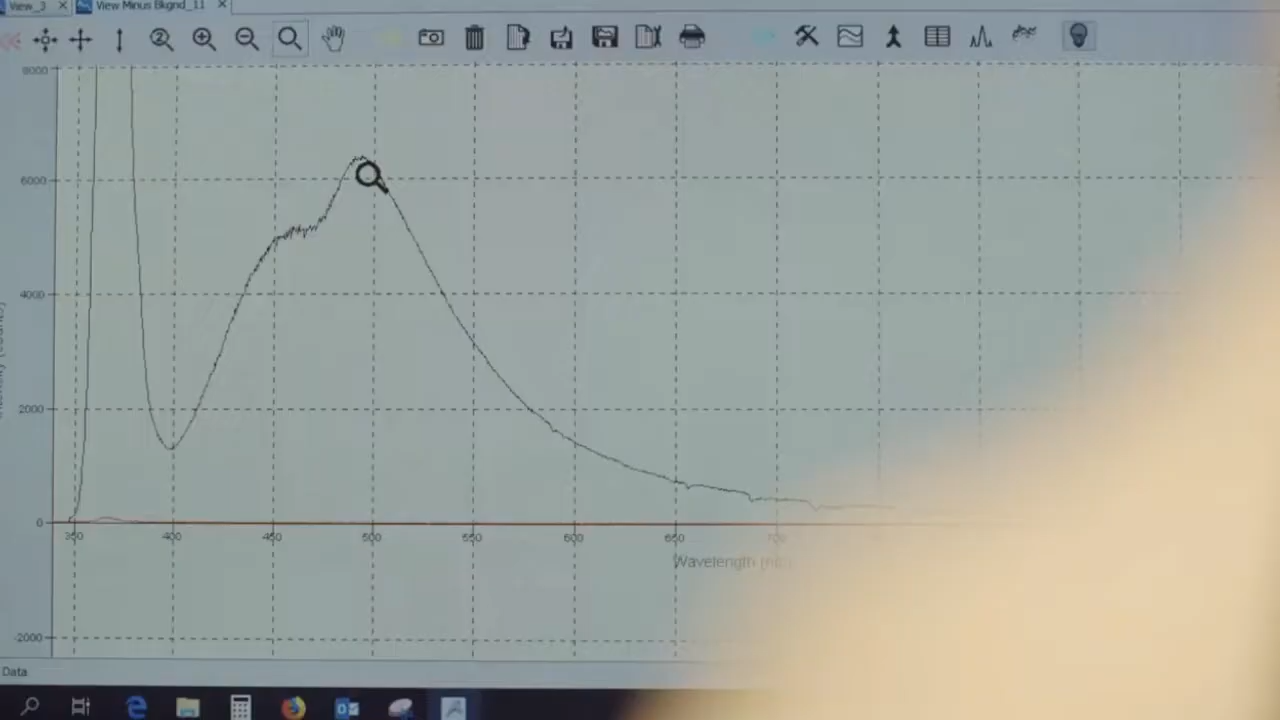 View_3
View Minus Bkgnd_11
8000
6000
4000
2000
0
-2000
350 400 450 500 550 600 650 700
Wavelength
Data